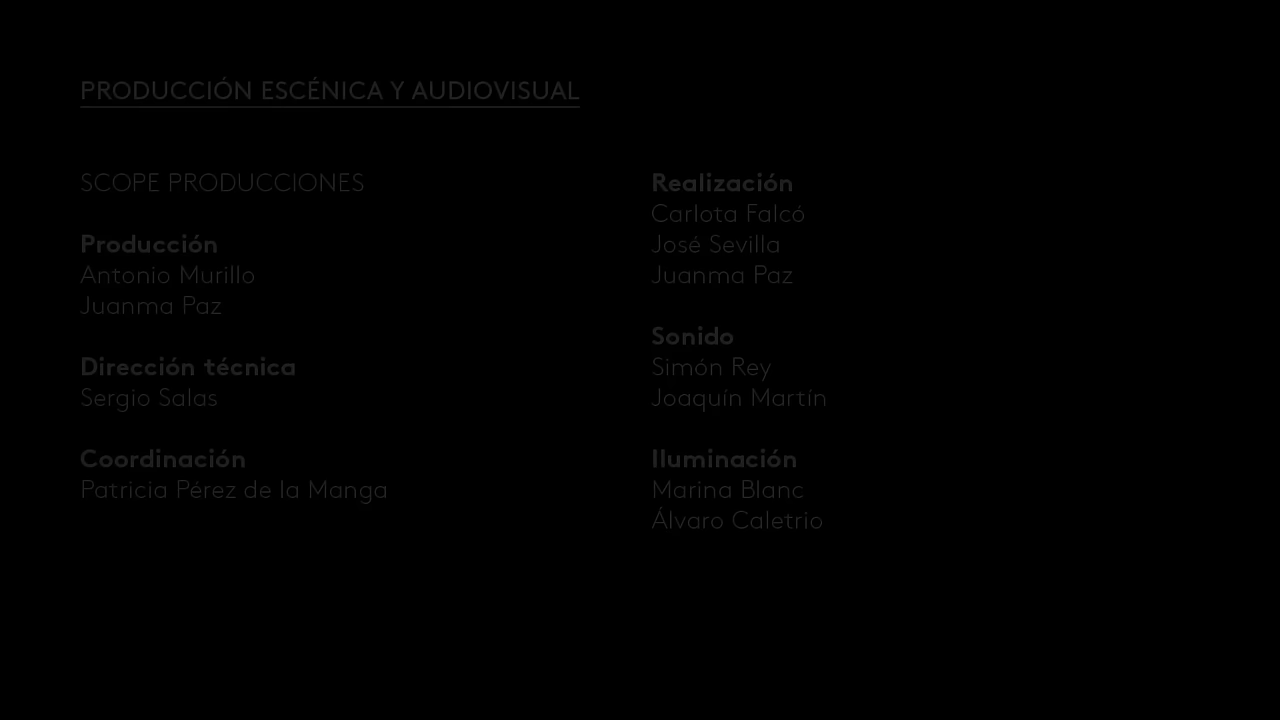 PRODUCCIÓN ESCÉNICA Y AUDIOVISUAL
SCOPE PRODUCCIONES
Producción
Antonio Murillo
Juanma Paz
Dirección técnica
Sergio Salas
Coordinación
Patricia Pérez de la Manga
Realización
Carlota Falcó
José Sevilla
Juanma Paz
Sonido
Simón Rey
Joaquín Martín
Iluminación
Marina Blanc
Álvaro Caletrio